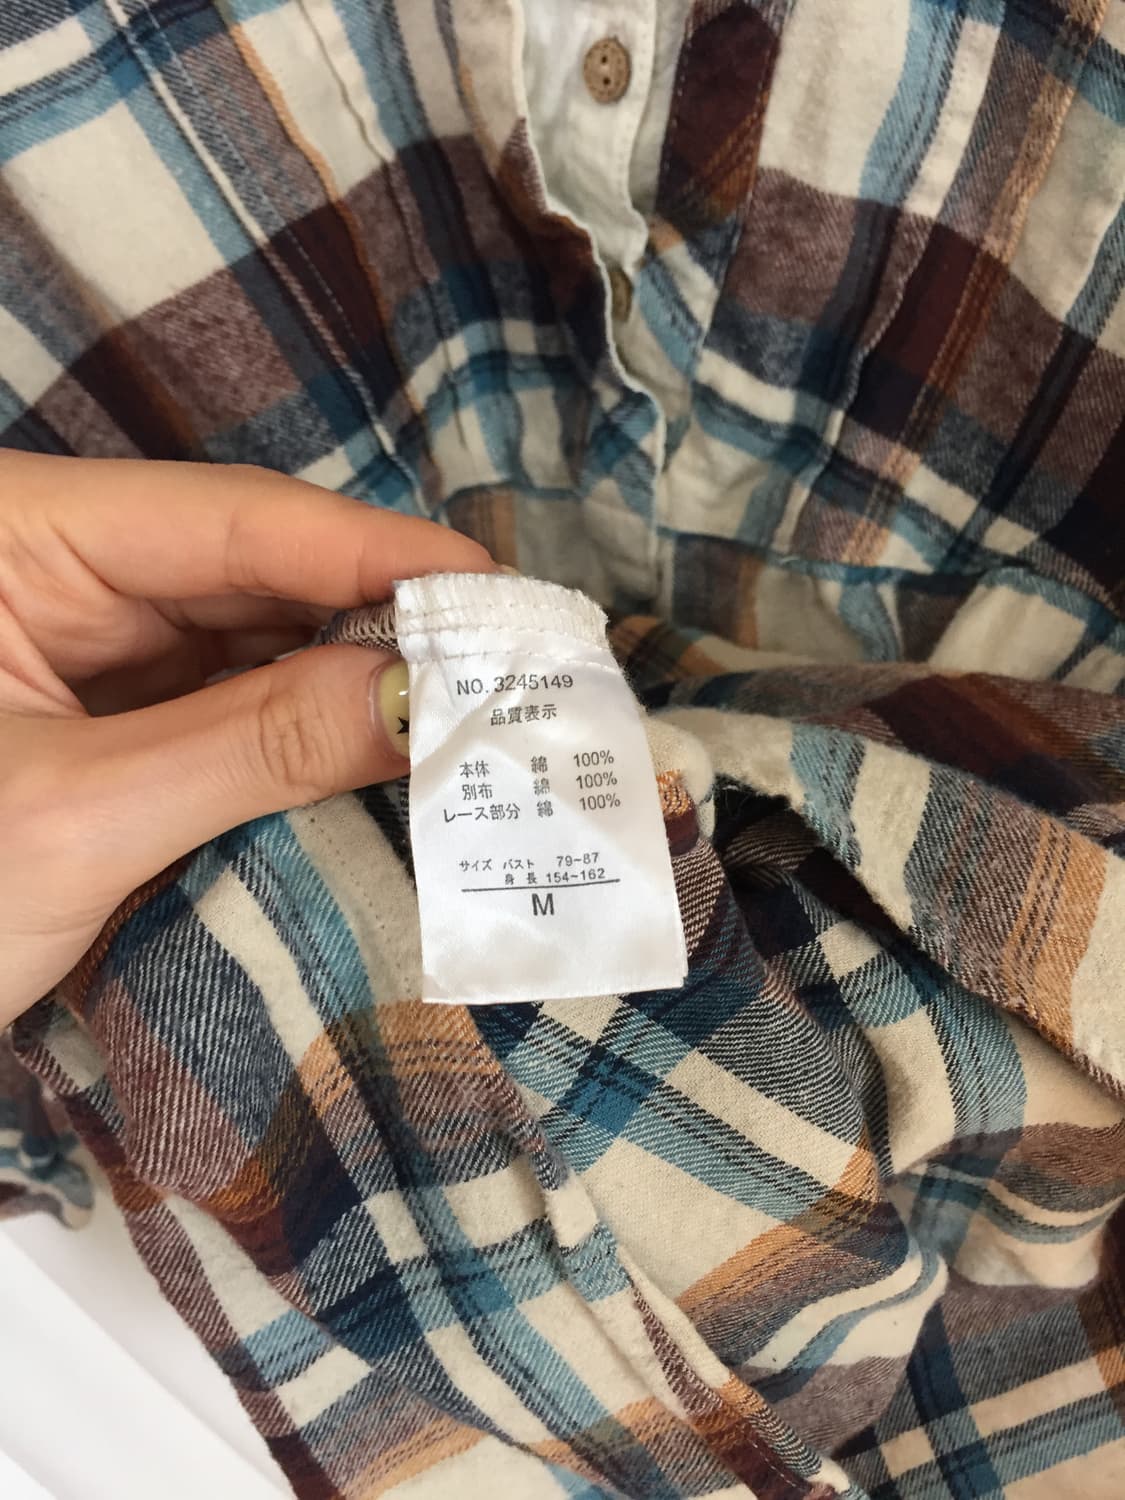 NO.3245149
品質表示
本体 綿 100%
別布 綿 100%
レース部分 綿 100%
サイズ バスト 79~87
身長 154~162
M